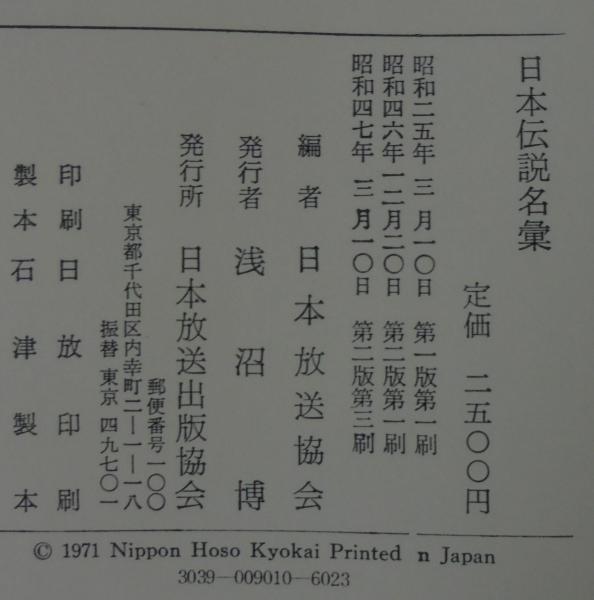 日本伝説名彙
定価 二五〇〇円
昭和二五年 三 月一〇日 第一版第一刷
昭和四六年一二月二〇日 第二版第一刷
昭和四七年 三 月一〇日 第二版第三刷
編者 日本放送協会
発行者 浅沼博
発行所 日本放送出版協会
郵便番号一〇〇
東京都千代田区内幸町二―一―一八
振替 東京 四九七〇一
印刷 日放印刷
製本 石津製本
© 1971 Nippon Hoso Kyokai Printed n Japan
3039―009010―6023